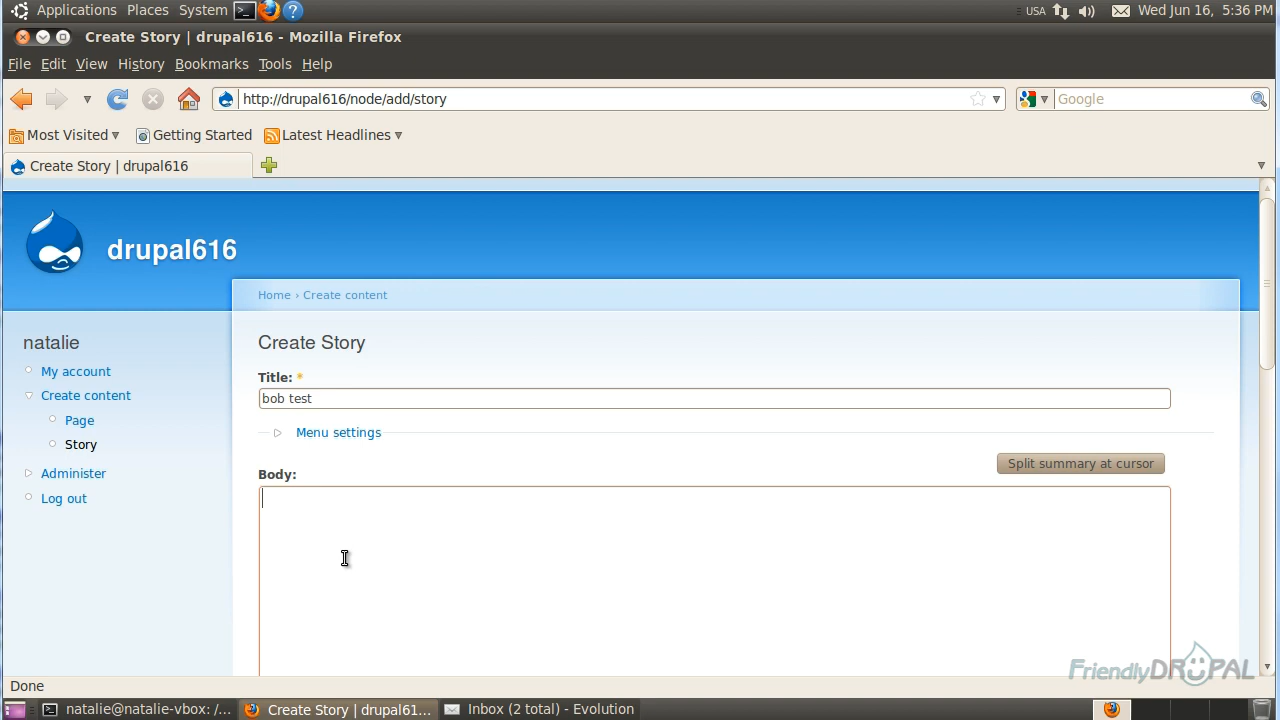 Applications Places System USA Wed Jun 16, 5:36 PM
Create Story | drupal616 - Mozilla Firefox
File Edit View History Bookmarks Tools Help
http://drupal616/node/add/story Google
Most Visited Getting Started Latest Headlines
Create Story | drupal616
drupal616
Home › Create content
natalie
My account
Create content
Page
Story
Administer
Log out
Create Story
Title: *
bob test
Menu settings
Split summary at cursor
Body:
FriendlyDRUPAL
Done
natalie@natalie-vbox: /... Create Story | drupal61... Inbox (2 total) - Evolution